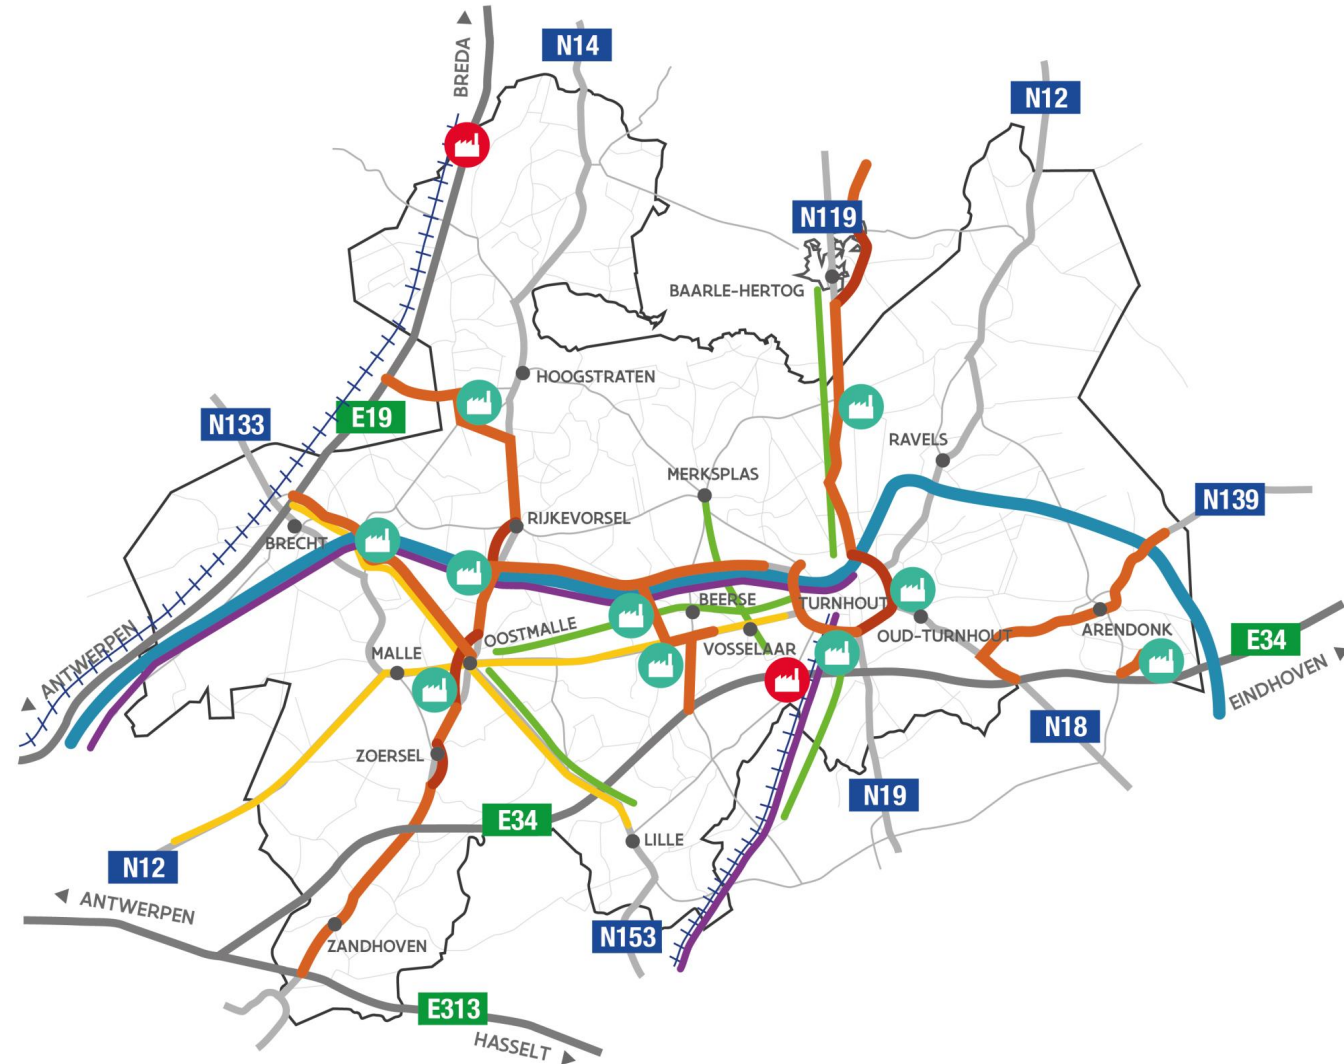 BREDA
N14
N12
N119
BAARLE-HERTOG
HOOGSTRATEN
E19
N133
RAVELS
MERKSPLAS
N139
RIJKEVORSEL
BRECHT
BEERSE
TURNHOUT
OOSTMALLE
OUD-TURNHOUT
ARENDONK
E34
VOSSELAAR
MALLE
ANTWERPEN
EINDHOVEN
N18
ZOERSEL
N19
E34
LILLE
N12
ANTWERPEN
N153
ZANDHOVEN
E313
HASSELT